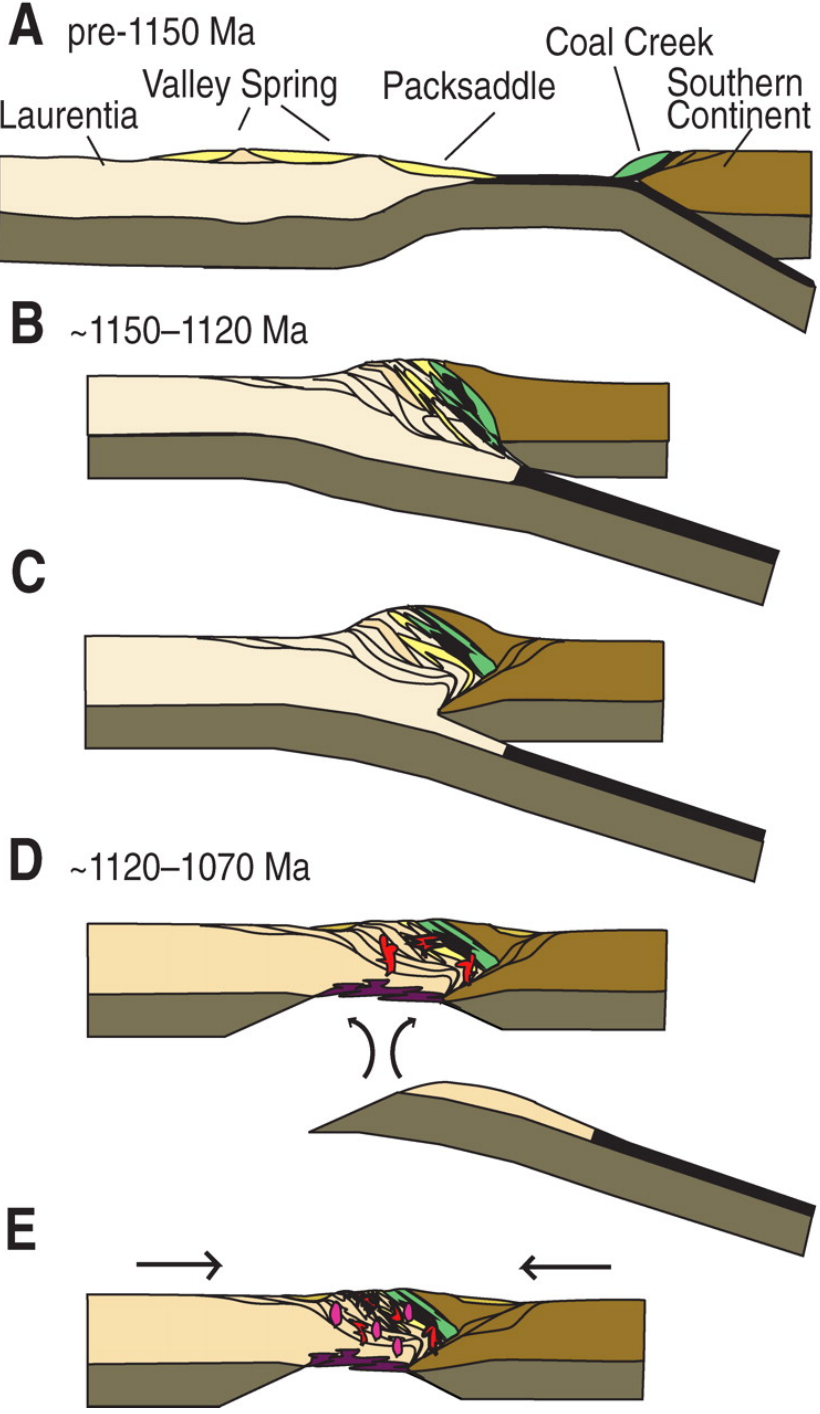 A pre-1150 Ma
Coal Creek
Valley Spring
Packsaddle
Southern
Continent
Laurentia
B ~1150–1120 Ma
C
D ~1120–1070 Ma
E